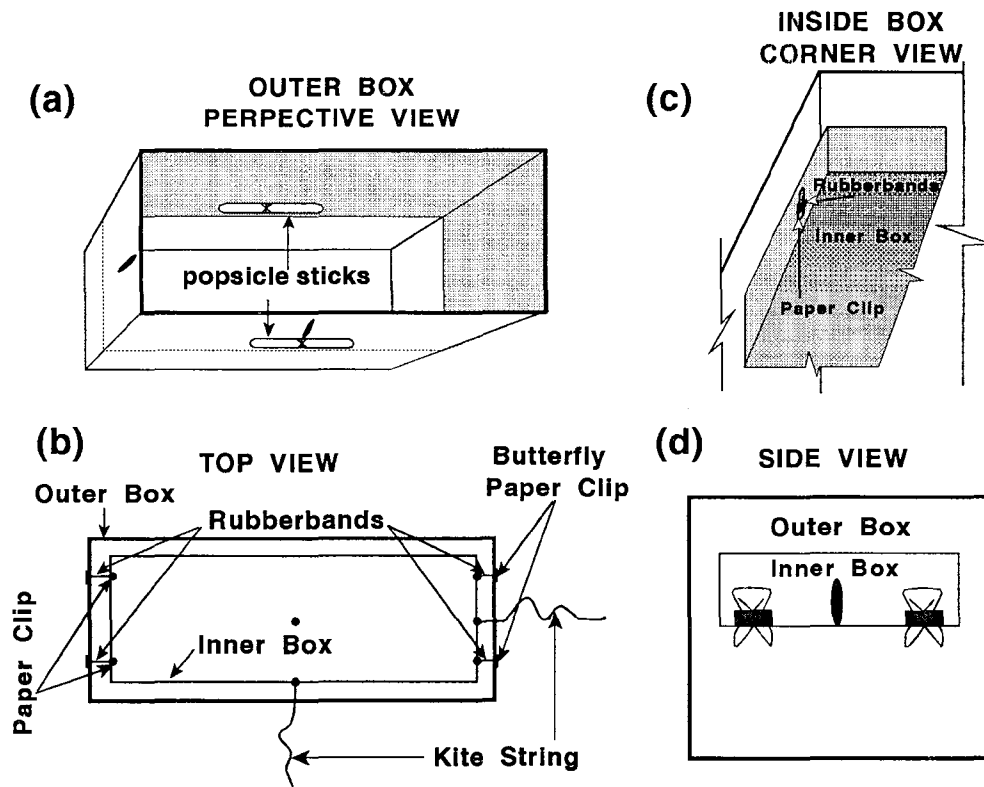 (a)
OUTER BOX
PERPECTIVE VIEW
popsicle sticks
INSIDE BOX
CORNER VIEW
(c)
Rubberbands
Inner Box
Paper Clip
(b)
TOP VIEW
Outer Box
Rubberbands
Butterfly
Paper Clip
Paper Clip
Inner Box
Kite String
(d)
SIDE VIEW
Outer Box
Inner Box